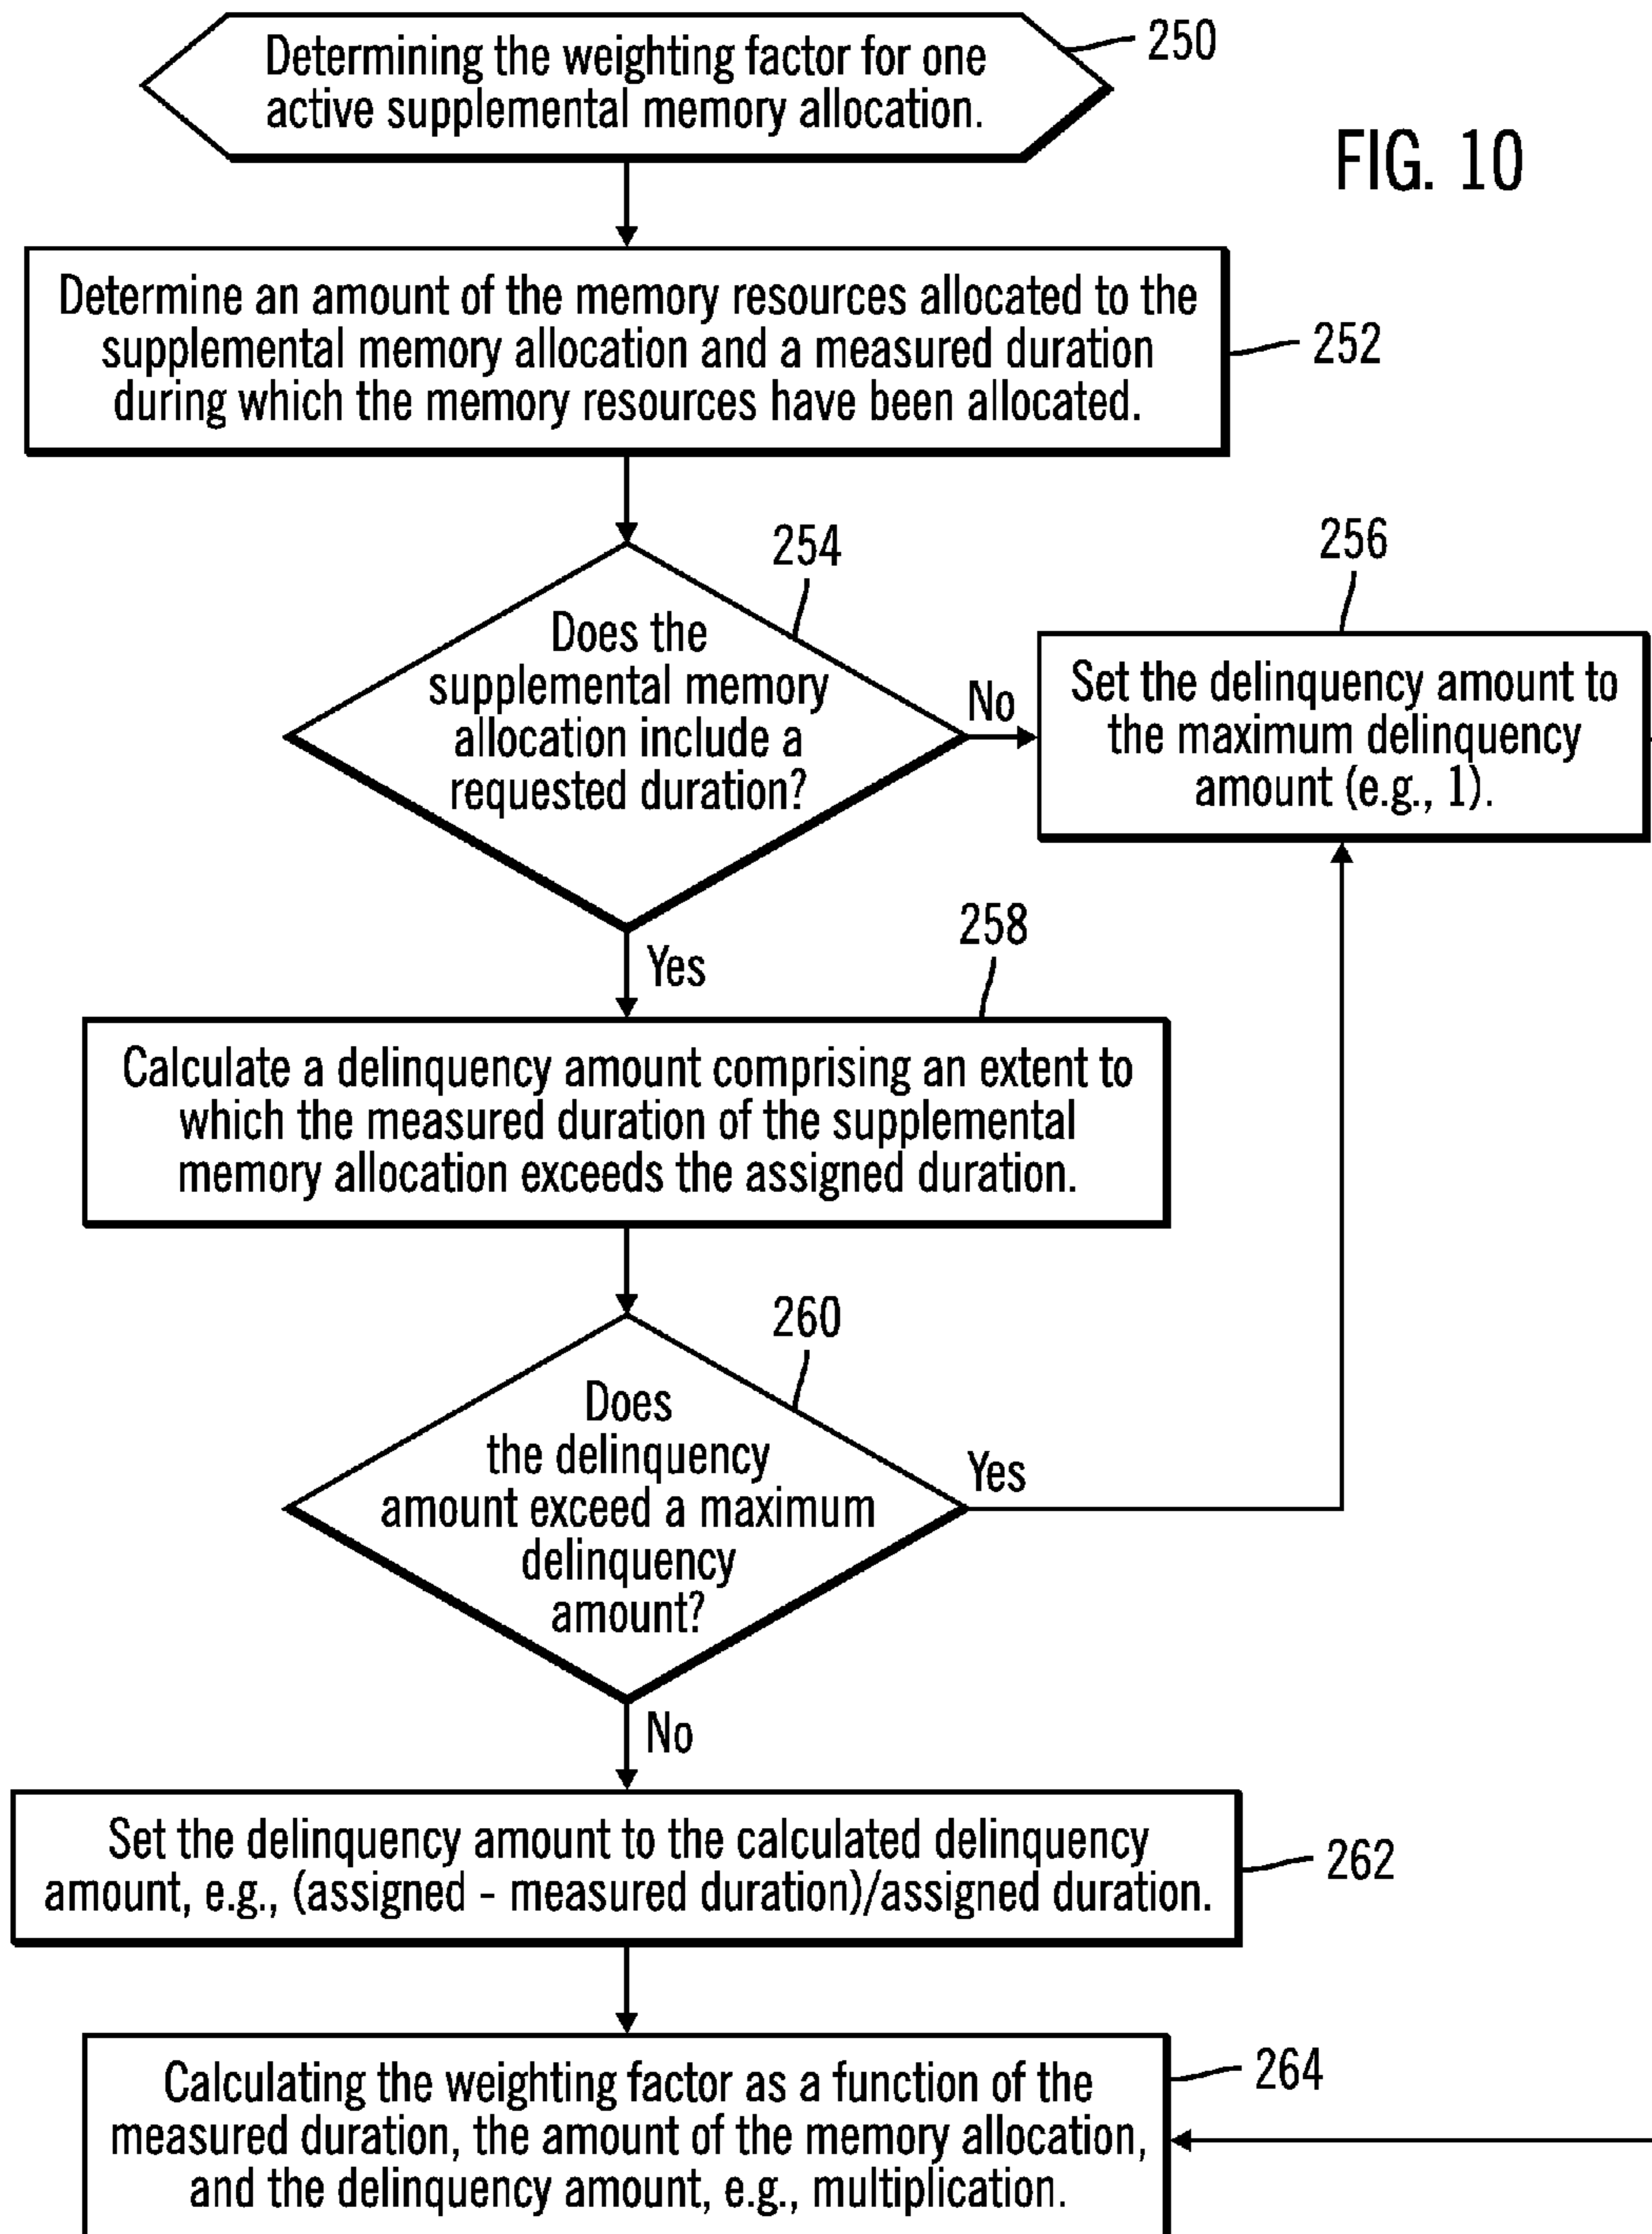 Determining the weighting factor for one
active supplemental memory allocation.
250
FIG. 10
Determine an amount of the memory resources allocated to the
supplemental memory allocation and a measured duration
during which the memory resources have been allocated.
252
254
Does the
supplemental memory
allocation include a
requested duration?
No
256
Set the delinquency amount to
the maximum delinquency
amount (e.g., 1).
Yes
258
Calculate a delinquency amount comprising an extent to
which the measured duration of the supplemental
memory allocation exceeds the assigned duration.
260
Does
the delinquency
amount exceed a maximum
delinquency
amount?
Yes
No
Set the delinquency amount to the calculated delinquency
amount, e.g., (assigned - measured duration)/assigned duration.
262
Calculating the weighting factor as a function of the
measured duration, the amount of the memory allocation,
and the delinquency amount, e.g., multiplication.
264